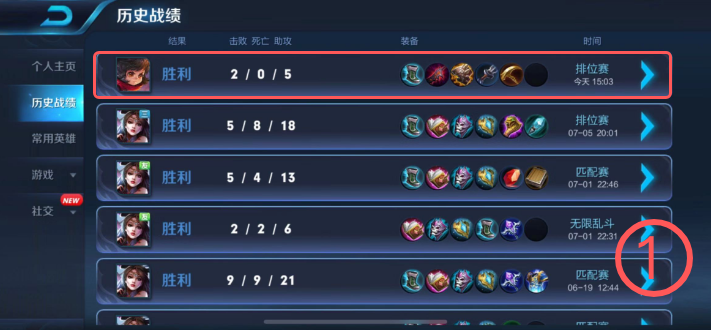 历史战绩
结果 击败 死亡 助攻 装备 时间
个人主页
历史战绩
常用英雄
游戏
社交 NEW
胜利 2 / 0 / 5 排位赛
今天 15:03
胜利 5 / 8 / 18 排位赛
07-05 20:01
胜利 5 / 4 / 13 匹配赛
07-01 22:46
胜利 2 / 2 / 6 无限乱斗
07-01 22:31
胜利 9 / 9 / 21 匹配赛
06-19 12:44
1